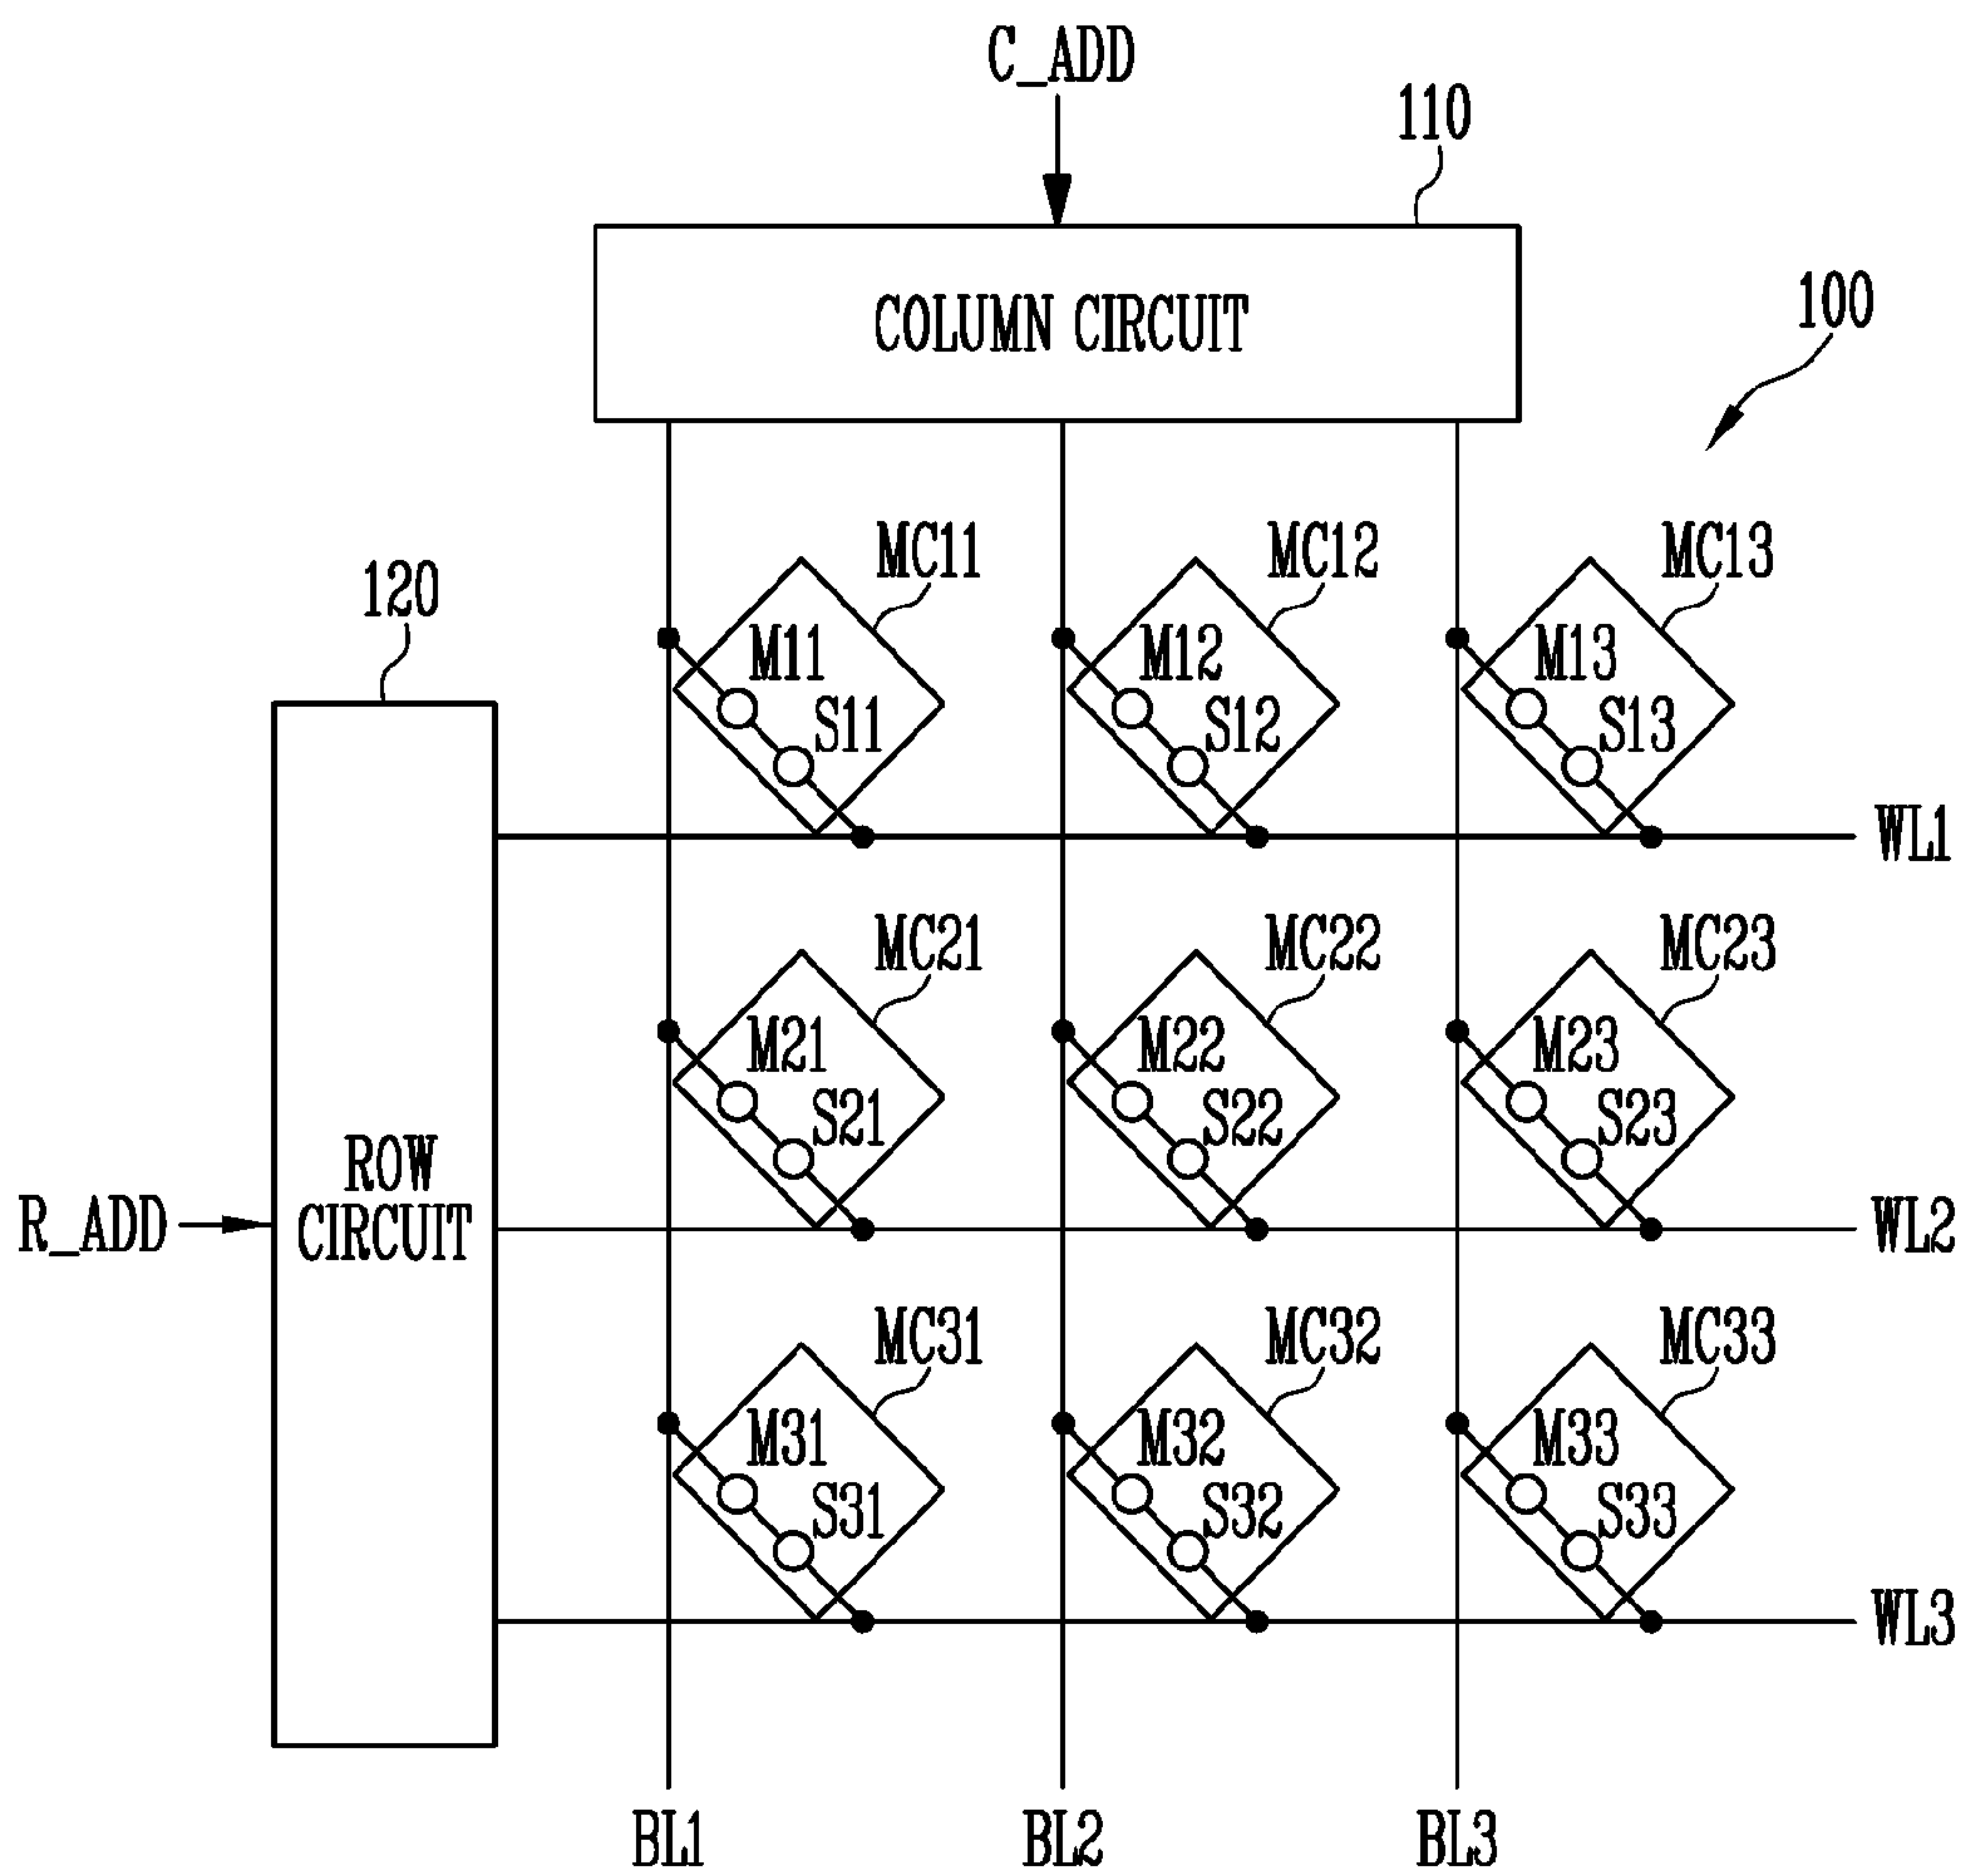 C_ADD
110
COLUMN CIRCUIT
100
MC11 MC12 MC13
120
M11 M12 M13
S11 S12 S13
WL1
MC21 MC22 MC23
M21 M22 M23
S21 S22 S23
ROW
CIRCUIT
R_ADD
WL2
MC31 MC32 MC33
M31 M32 M33
S31 S32 S33
WL3
BL1 BL2 BL3